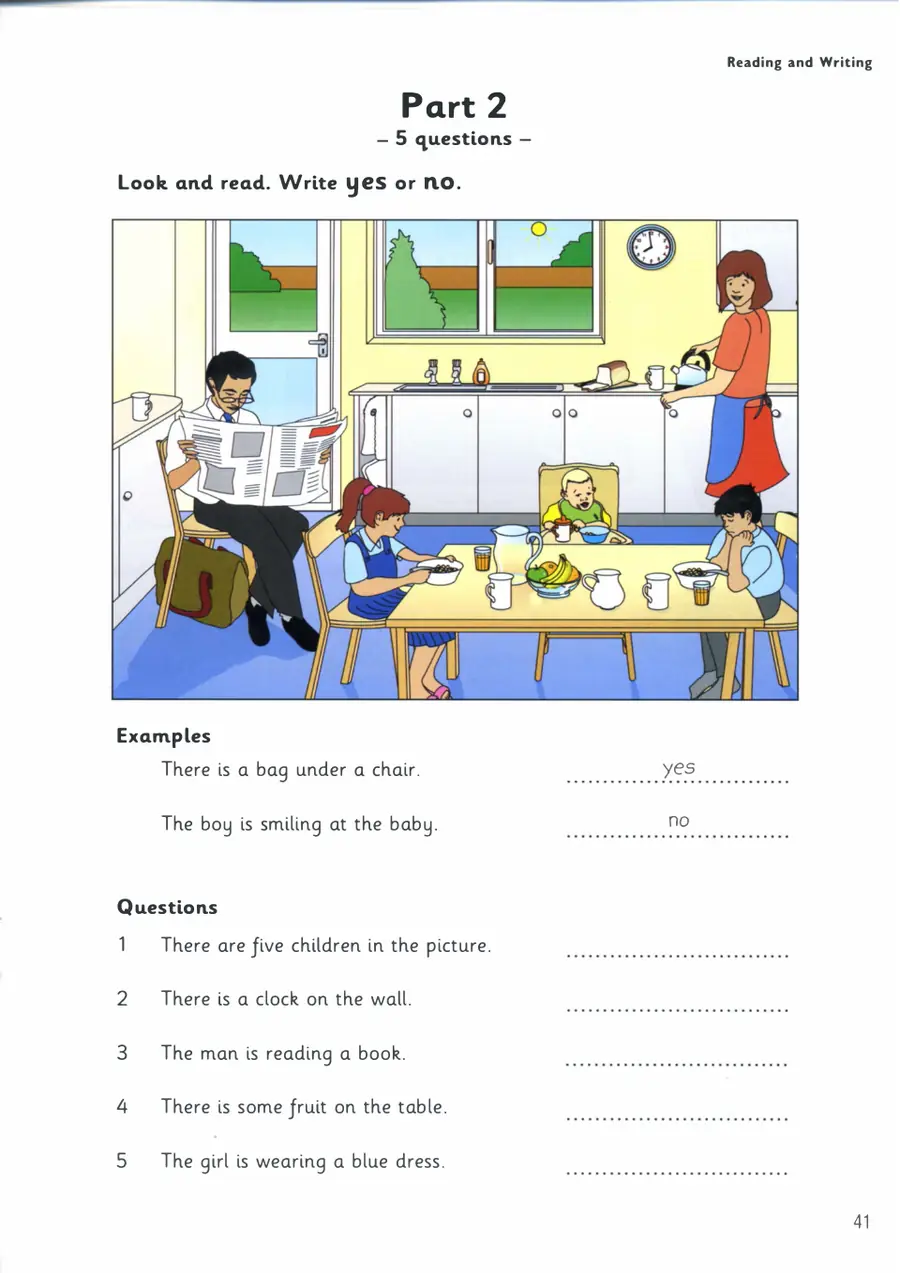 Reading and Writing
Part 2
– 5 questions –
Look and read. Write yes or no.
Examples
There is a bag under a chair. yes
The boy is smiling at the baby. no
Questions
1 There are five children in the picture.
2 There is a clock on the wall.
3 The man is reading a book.
4 There is some fruit on the table.
5 The girl is wearing a blue dress.
41